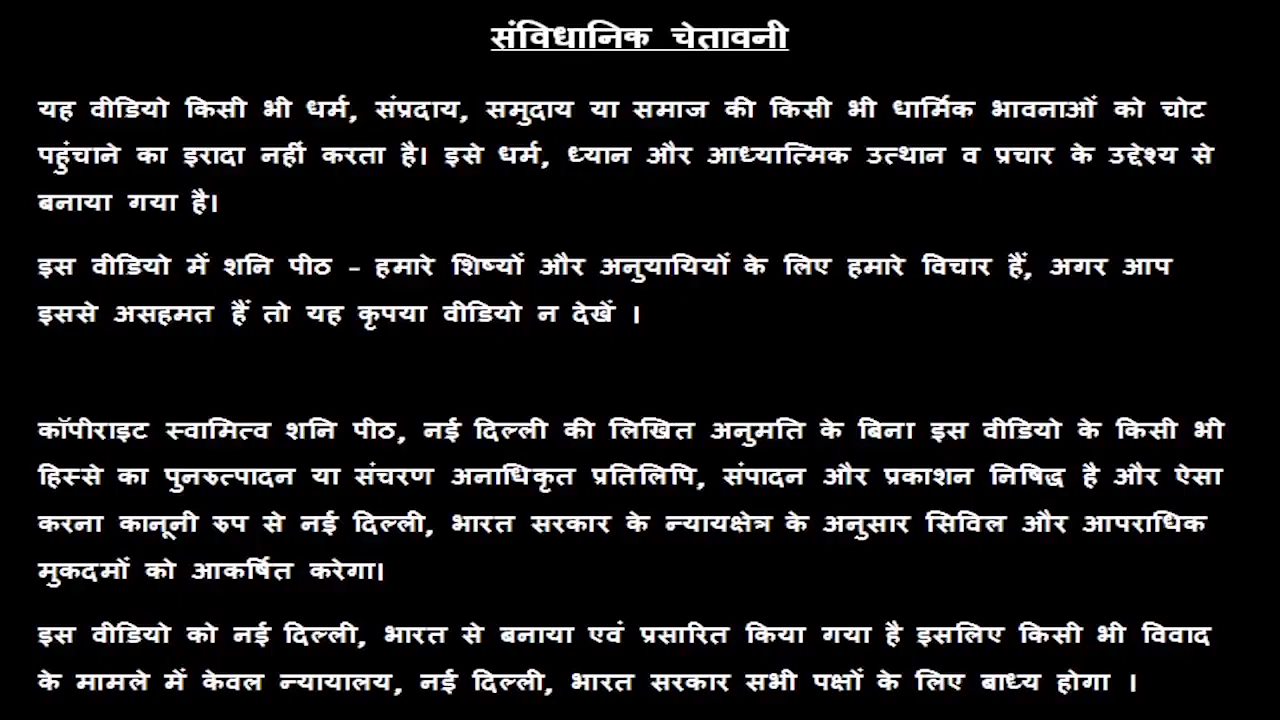 संविधानिक चेतावनी
यह वीडियो किसी भी धर्म, संप्रदाय, समुदाय या समाज की किसी भी धार्मिक भावनाओं को चोट
पहुंचाने का इरादा नहीं करता है। इसे धर्म, ध्यान और आध्यात्मिक उत्थान व प्रचार के उद्देश्य से
बनाया गया है।
इस वीडियो में शनि पीठ - हमारे शिष्यों और अनुयायियों के लिए हमारे विचार हैं, अगर आप
इससे असहमत हैं तो यह कृपया वीडियो न देखें ।
कॉपीराइट स्वामित्व शनि पीठ, नई दिल्ली की लिखित अनुमति के बिना इस वीडियो के किसी भी
हिस्से का पुनरुत्पादन या संचरण अनाधिकृत प्रतिलिपि, संपादन और प्रकाशन निषिद्ध है और ऐसा
करना कानूनी रुप से नई दिल्ली, भारत सरकार के न्यायक्षेत्र के अनुसार सिविल और आपराधिक
मुकदमों को आकर्षित करेगा।
इस वीडियो को नई दिल्ली, भारत से बनाया एवं प्रसारित किया गया है इसलिए किसी भी विवाद
के मामले में केवल न्यायालय, नई दिल्ली, भारत सरकार सभी पक्षों के लिए बाध्य होगा ।